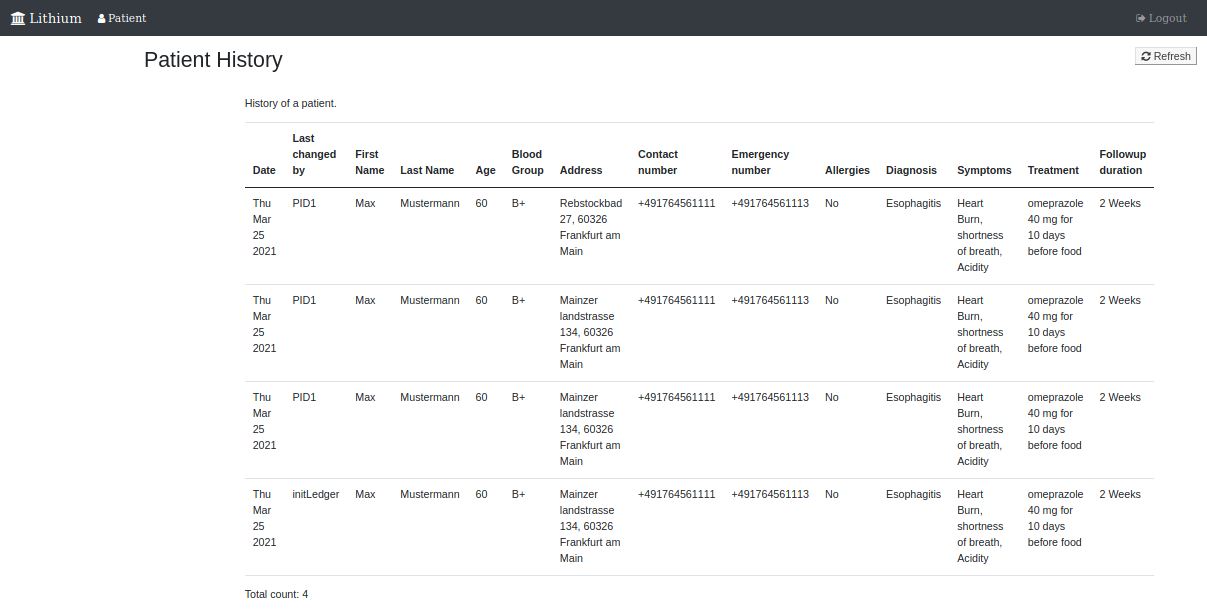 Lithium Patient Logout
Patient History Refresh
History of a patient.
Last
changed First Blood Contact Emergency Followup
Date by Name Last Name Age Group Address number number Allergies Diagnosis Symptoms Treatment duration
Thu PID1 Max Mustermann 60 B+ Rebstockbad +491764561111 +491764561113 No Esophagitis Heart omeprazole 2 Weeks
Mar 27, 60326 Burn, 40 mg for
25 Frankfurt am shortness 10 days
2021 Main of breath, before food
Acidity
Thu PID1 Max Mustermann 60 B+ Mainzer +491764561111 +491764561113 No Esophagitis Heart omeprazole 2 Weeks
Mar landstrasse Burn, 40 mg for
25 134, 60326 shortness 10 days
2021 Frankfurt am of breath, before food
Main Acidity
Thu PID1 Max Mustermann 60 B+ Mainzer +491764561111 +491764561113 No Esophagitis Heart omeprazole 2 Weeks
Mar landstrasse Burn, 40 mg for
25 134, 60326 shortness 10 days
2021 Frankfurt am of breath, before food
Main Acidity
Thu initLedger Max Mustermann 60 B+ Mainzer +491764561111 +491764561113 No Esophagitis Heart omeprazole 2 Weeks
Mar landstrasse Burn, 40 mg for
25 134, 60326 shortness 10 days
2021 Frankfurt am of breath, before food
Main Acidity
Total count: 4